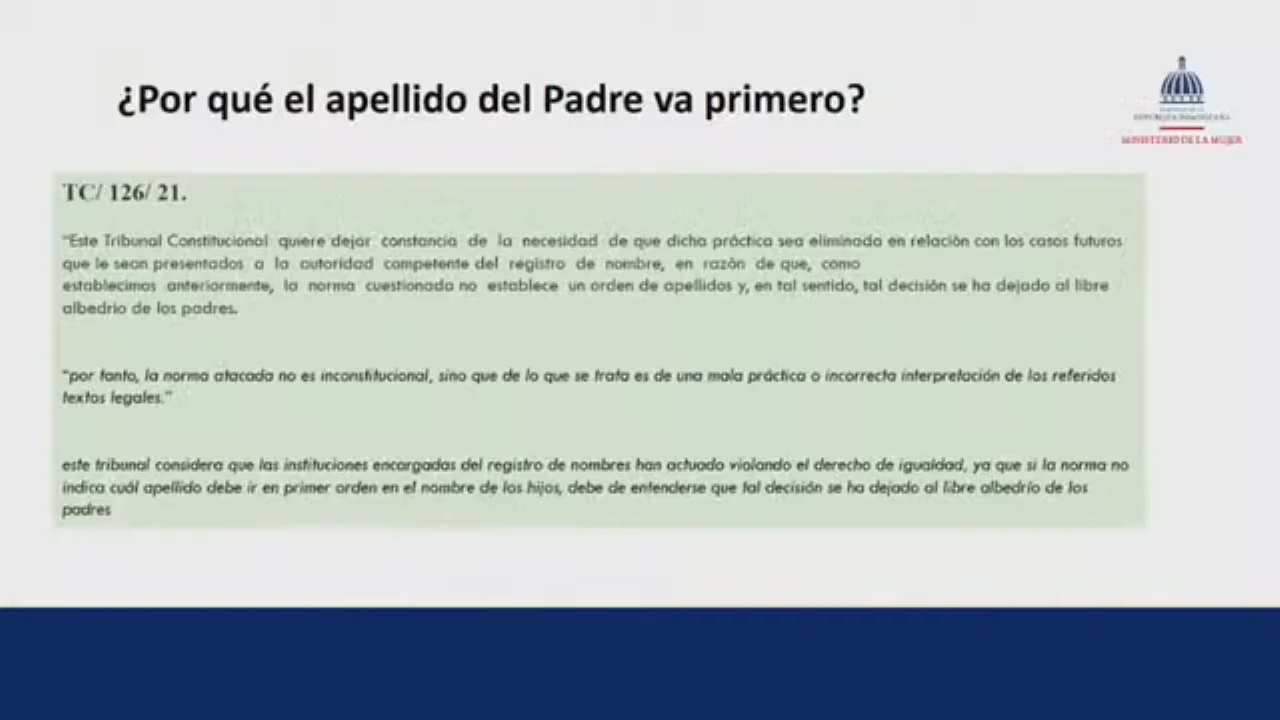 ¿Por qué el apellido del Padre va primero?
REPÚBLICA DOMINICANA
MINISTERIO DE LA MUJER
TC/ 126/ 21.
“Este Tribunal Constitucional quiere dejar constancia de la necesidad de que dicha práctica sea eliminada en relación con los casos futuros
que le sean presentados a la autoridad competente del registro de nombre, en razón de que, como
establecimos anteriormente, la norma cuestionada no establece un orden de apellidos y, en tal sentido, tal decisión se ha dejado al libre
albedrio de los padres.
“por tanto, la norma atacada no es inconstitucional, sino que de lo que se trata es de una mala práctica o incorrecta interpretación de los referidos
textos legales.”
este tribunal considera que las instituciones encargadas del registro de nombres han actuado violando el derecho de igualdad, ya que si la norma no
indica cuál apellido debe ir en primer orden en el nombre de los hijos, debe de entenderse que tal decisión se ha dejado al libre albedrío de los
padres